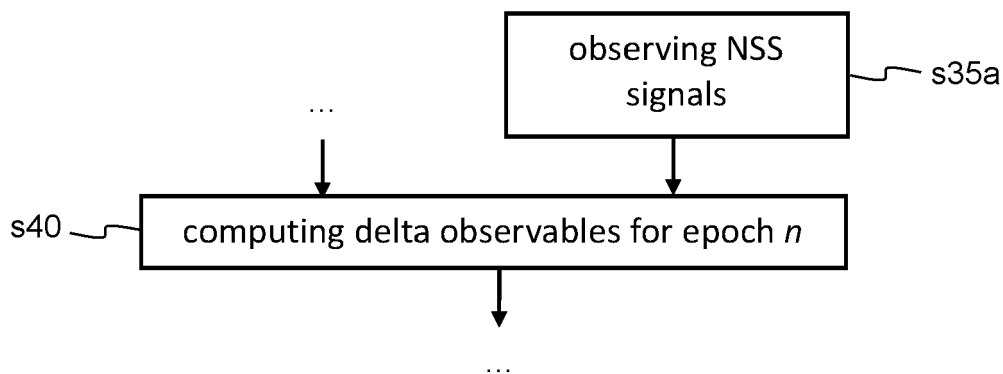 observing NSS
signals
s35a
...
s40
computing delta observables for epoch n
...